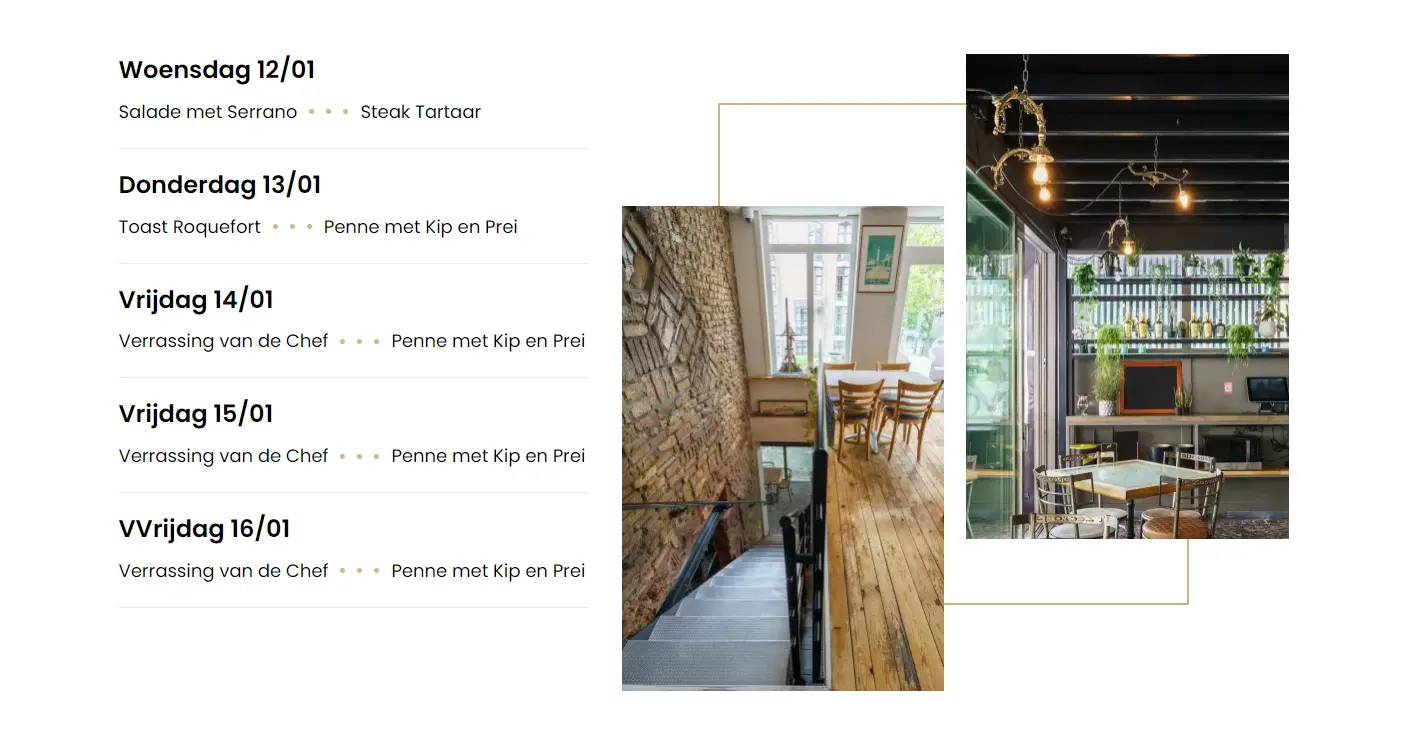 Woensdag 12/01
Salade met Serrano • • • Steak Tartaar
Donderdag 13/01
Toast Roquefort • • • Penne met Kip en Prei
Vrijdag 14/01
Verrassing van de Chef • • • Penne met Kip en Prei
Vrijdag 15/01
Verrassing van de Chef • • • Penne met Kip en Prei
VVrijdag 16/01
Verrassing van de Chef • • • Penne met Kip en Prei